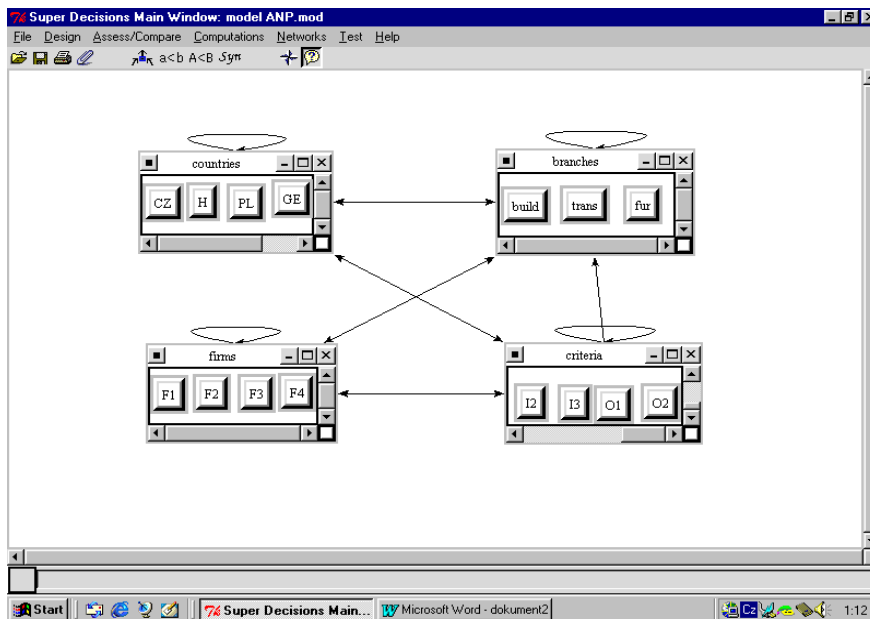 Super Decisions Main Window: model ANP.mod
File Design Assess/Compare Computations Networks Test Help
a<b A<B Syn
countries
CZ H PL GE
branches
build trans fur
firms
F1 F2 F3 F4
criteria
I2 I3 O1 O2
Start
Super Decisions Main...
Microsoft Word - dokument2
Cz
1:12